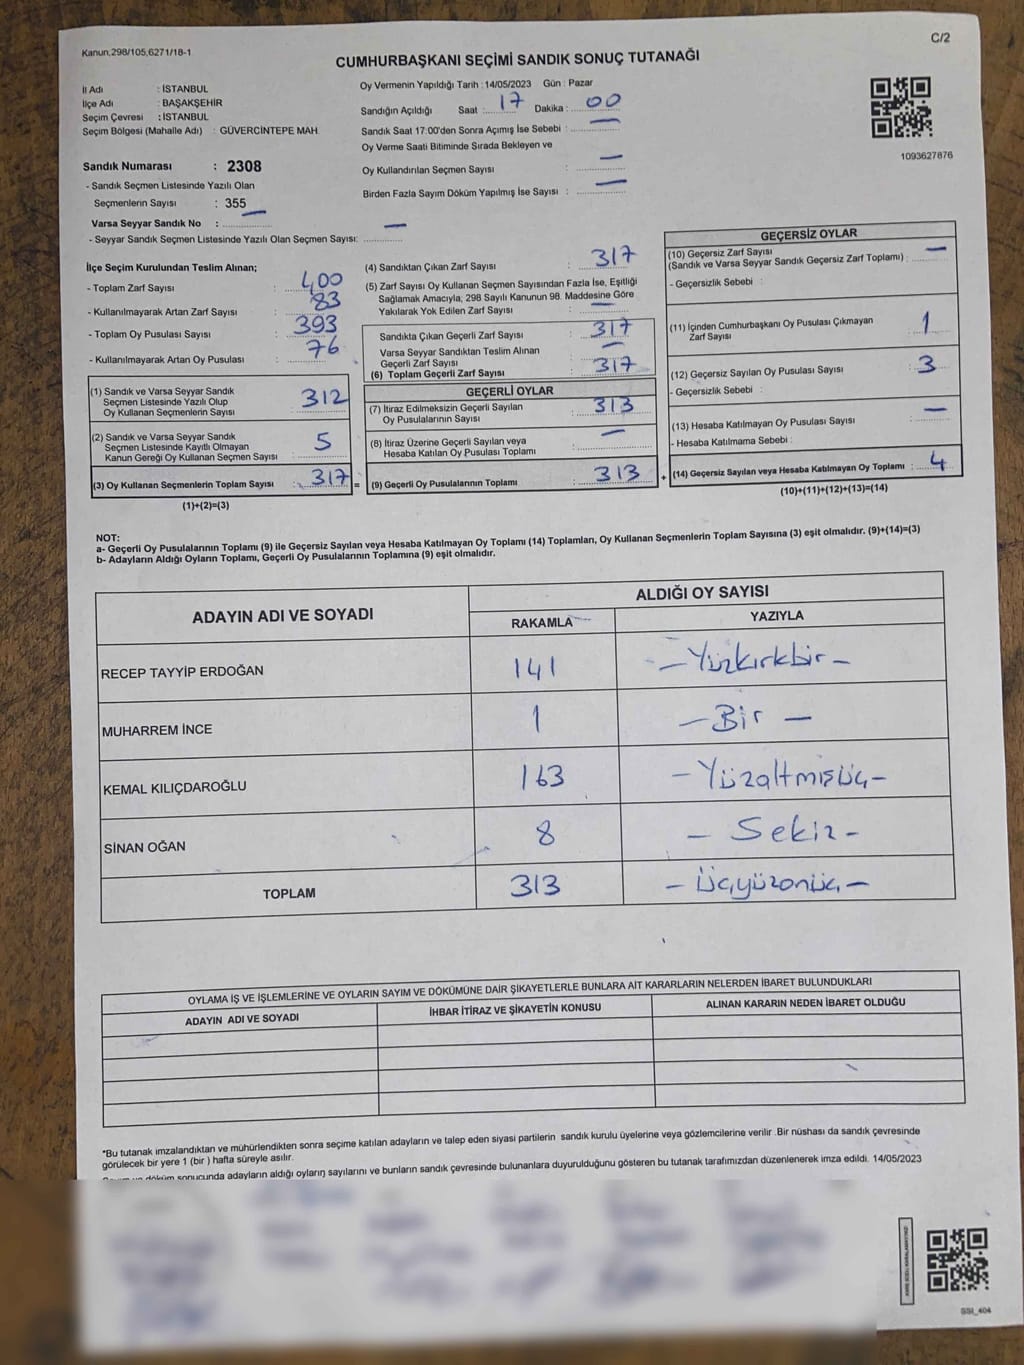 C/2
Kanun,298/105,6271/18-1
CUMHURBAŞKANI SEÇİMİ SANDIK SONUÇ TUTANAĞI
İl Adı : İSTANBUL
İlçe Adı : BAŞAKŞEHİR
Seçim Çevresi : İSTANBUL
Seçim Bölgesi (Mahalle Adı) : GÜVERCİNTEPE MAH.
Sandık Numarası : 2308
- Sandık Seçmen Listesinde Yazılı Olan
Seçmenlerin Sayısı : 355
Varsa Seyyar Sandık No : —
- Seyyar Sandık Seçmen Listesinde Yazılı Olan Seçmen Sayısı: —
Oy Vermenin Yapıldığı Tarih : 14/05/2023 Gün : Pazar
Sandığın Açıldığı Saat : 17 Dakika : 00
Sandık Saat 17:00'den Sonra Açımış İse Sebebi : —
Oy Verme Saati Bitiminde Sırada Bekleyen ve
Oy Kullandırılan Seçmen Sayısı : —
Birden Fazla Sayım Döküm Yapılmış İse Sayısı : —
1093627876
İlçe Seçim Kurulundan Teslim Alınan;
- Toplam Zarf Sayısı : 400
- Kullanılmayarak Artan Zarf Sayısı : 83
- Toplam Oy Pusulası Sayısı : 393
- Kullanılmayarak Artan Oy Pusulası : 76
(1) Sandık ve Varsa Seyyar Sandık
Seçmen Listesinde Yazılı Olup
Oy Kullanan Seçmenlerin Sayısı : 312
(2) Sandık ve Varsa Seyyar Sandık
Seçmen Listesinde Kayıtlı Olmayan
Kanun Gereği Oy Kullanan Seçmen Sayısı : 5
(3) Oy Kullanan Seçmenlerin Toplam Sayısı : 317 =
(1)+(2)=(3)
(4) Sandıktan Çıkan Zarf Sayısı : 317
(5) Zarf Sayısı Oy Kullanan Seçmen Sayısından Fazla İse, Eşitliği
Sağlamak Amacıyla, 298 Sayılı Kanunun 98. Maddesine Göre
Yakılarak Yok Edilen Zarf Sayısı : —
Sandıkta Çıkan Geçerli Zarf Sayısı : 317
Varsa Seyyar Sandıktan Teslim Alınan
Geçerli Zarf Sayısı : —
(6) Toplam Geçerli Zarf Sayısı : 317
GEÇERLİ OYLAR
(7) İtiraz Edilmeksizin Geçerli Sayılan
Oy Pusulalarının Sayısı : 313
(8) İtiraz Üzerine Geçerli Sayılan veya
Hesaba Katılan Oy Pusulası Toplamı : —
(9) Geçerli Oy Pusulalarının Toplamı : 313 +
GEÇERSİZ OYLAR
(10) Geçersiz Zarf Sayısı
(Sandık ve Varsa Seyyar Sandık Geçersiz Zarf Toplamı) : —
- Geçersizlik Sebebi :
(11) İçinden Cumhurbaşkanı Oy Pusulası Çıkmayan
Zarf Sayısı : 1
(12) Geçersiz Sayılan Oy Pusulası Sayısı : 3
- Geçersizlik Sebebi :
(13) Hesaba Katılmayan Oy Pusulası Sayısı : —
- Hesaba Katılmama Sebebi :
(14) Geçersiz Sayılan veya Hesaba Katılmayan Oy Toplamı : 4
(10)+(11)+(12)+(13)=(14)
NOT:
a- Geçerli Oy Pusulalarının Toplamı (9) ile Geçersiz Sayılan veya Hesaba Katılmayan Oy Toplamı (14) Toplamları, Oy Kullanan Seçmenlerin Toplam Sayısına (3) eşit olmalıdır. (9)+(14)=(3)
b- Adayların Aldığı Oyların Toplamı, Geçerli Oy Pusulalarının Toplamına (9) eşit olmalıdır.
ADAYIN ADI VE SOYADI ALDIĞI OY SAYISI
RAKAMLA YAZIYLA
RECEP TAYYİP ERDOĞAN 141 — Yüzkırkbir —
MUHARREM İNCE 1 — Bir —
KEMAL KILIÇDAROĞLU 163 — Yüzaltmışüç —
SİNAN OĞAN 8 — Sekiz —
TOPLAM 313 — Üçyüzonüç —
OYLAMA İŞ VE İŞLEMLERİNE VE OYLARIN SAYIM VE DÖKÜMÜNE DAİR ŞİKAYETLERLE BUNLARA AİT KARARLARIN NELERDEN İBARET BULUNDUKLARI
ADAYIN ADI VE SOYADI İHBAR İTİRAZ VE ŞİKAYETİN KONUSU ALINAN KARARIN NEDEN İBARET OLDUĞU
*Bu tutanak imzalandıktan ve mühürlendikten sonra seçime katılan adayların ve talep eden siyasi partilerin sandık kurulu üyelerine veya gözlemcilerine verilir .Bir nüshası da sandık çevresinde
görülecek bir yere 1 (bir ) hafta süreyle asılır.
sonucunda adayların aldığı oyların sayılarını ve bunların sandık çevresinde bulunanlara duyurulduğunu gösteren bu tutanak tarafımızdan düzenlenerek imza edildi. 14/05/2023
SSI_404